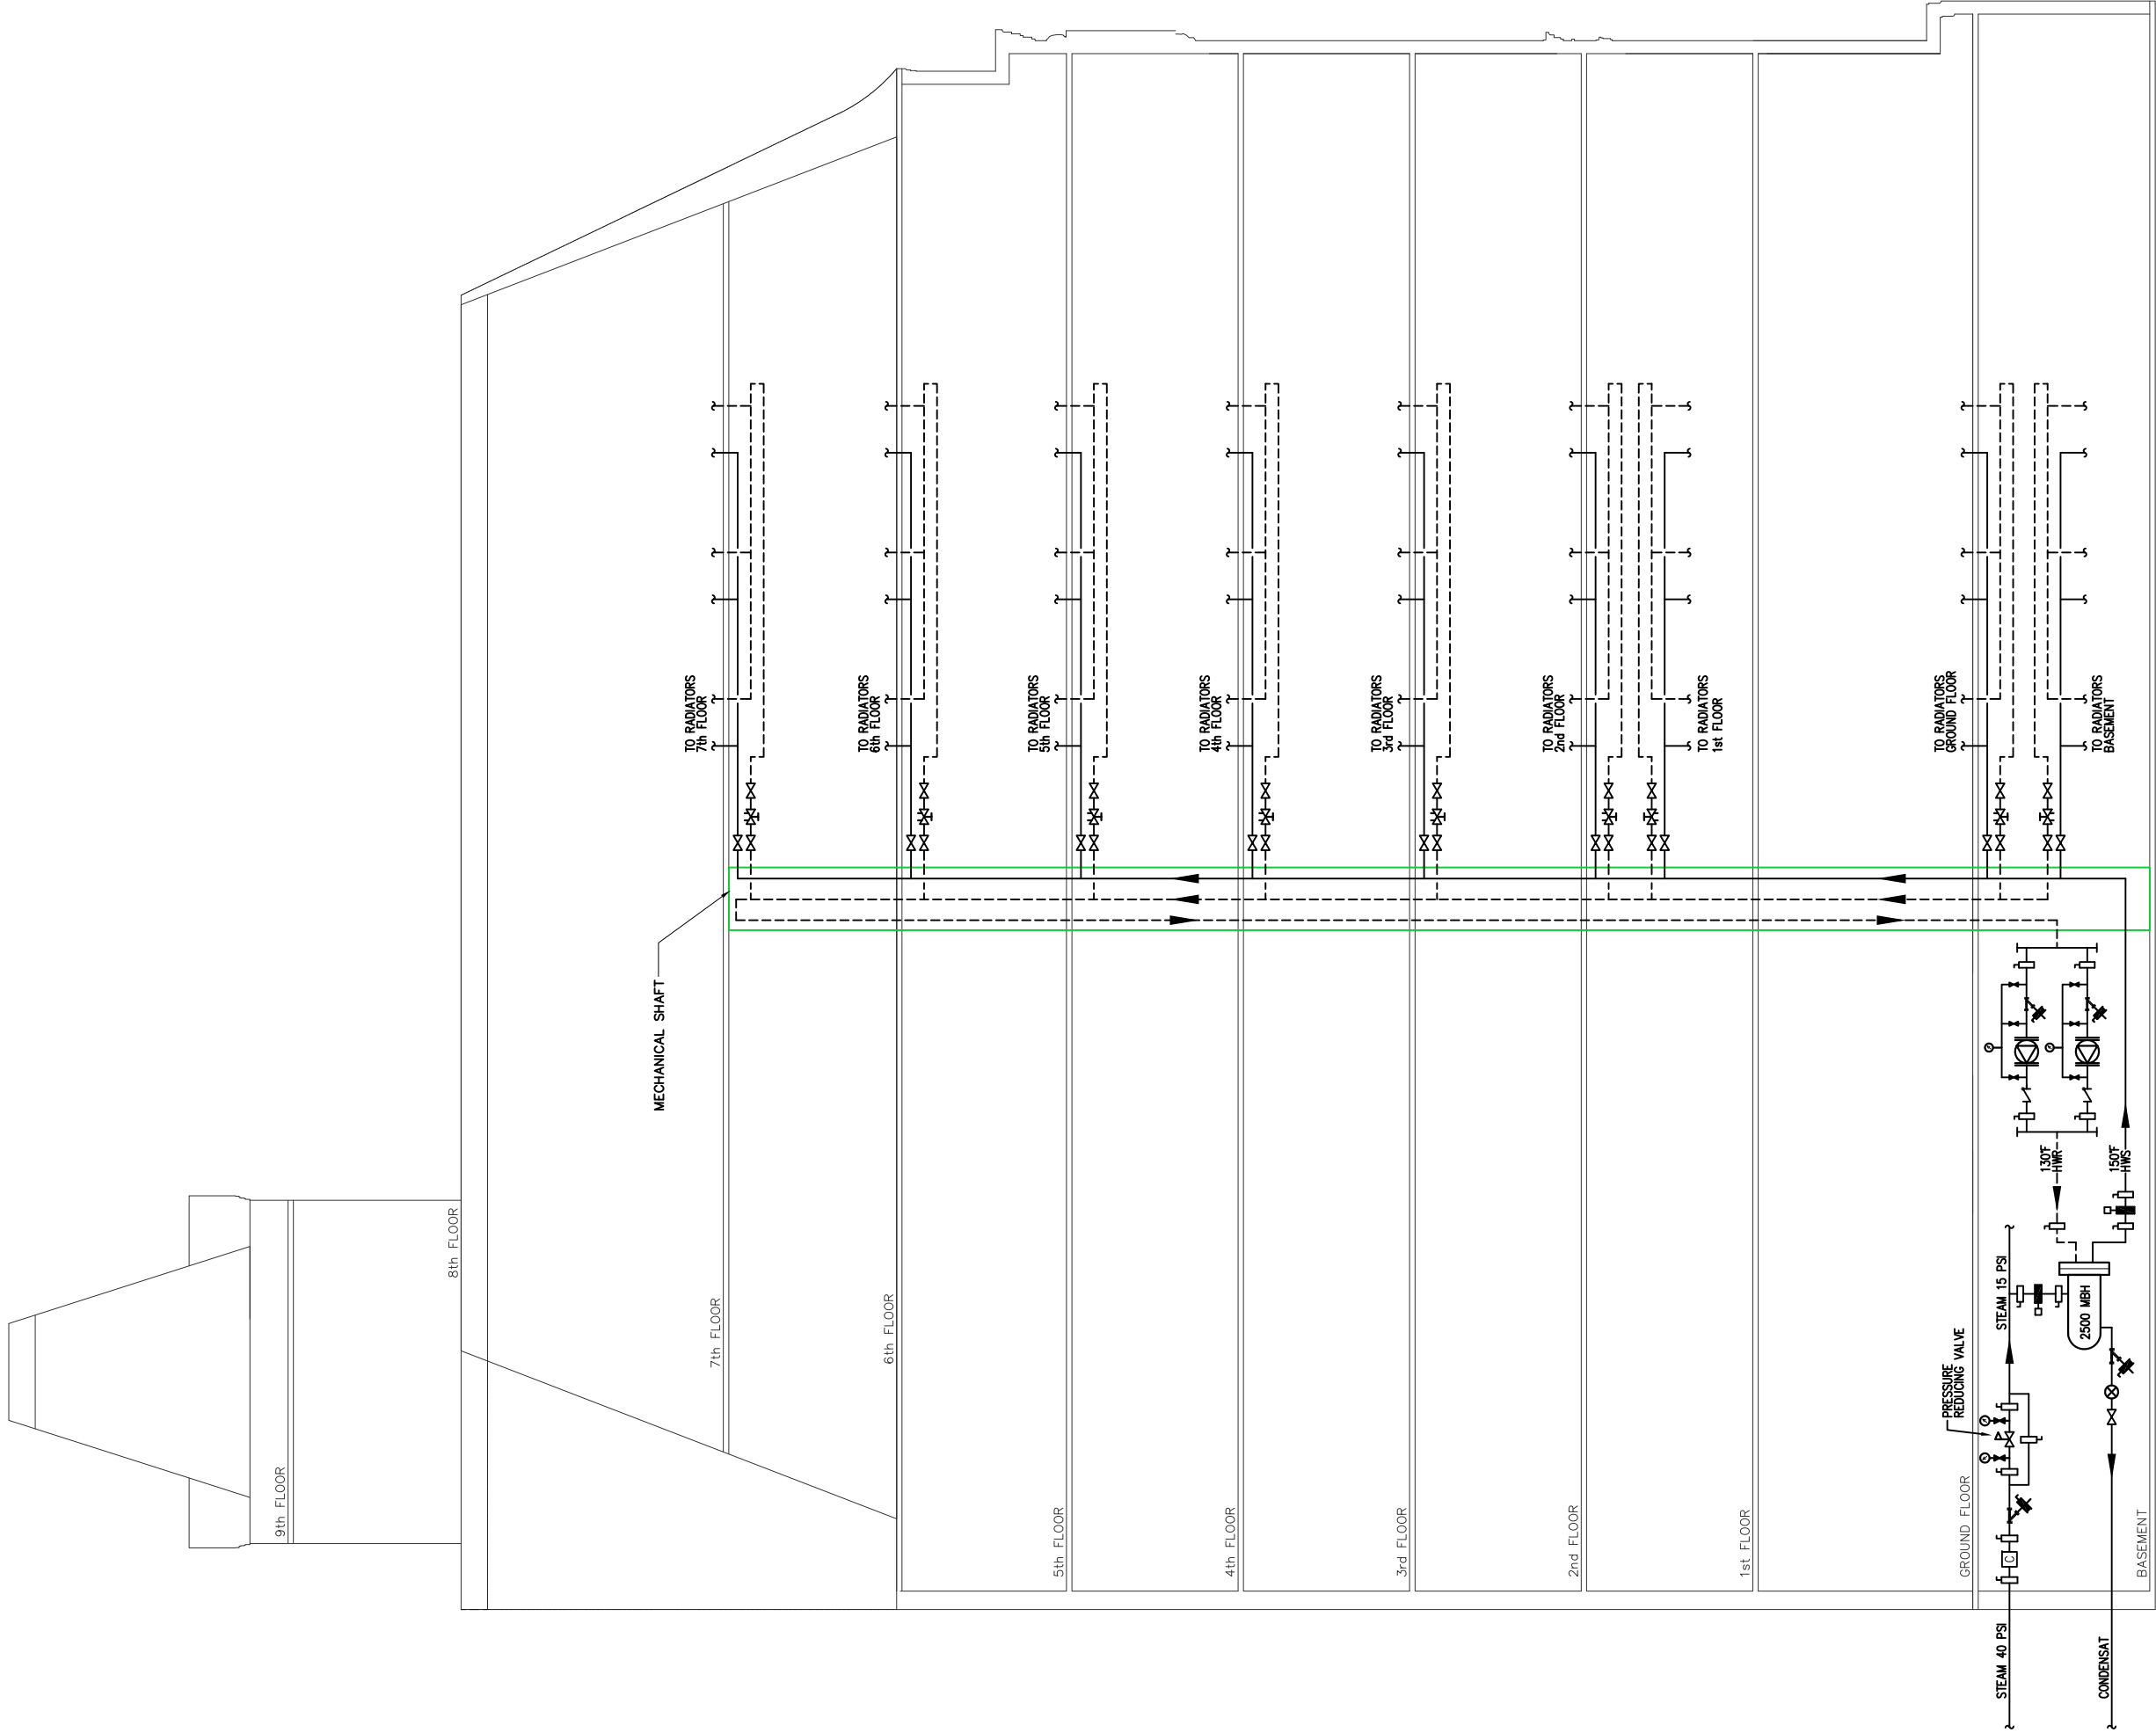 9th FLOOR
8th FLOOR
MECHANICAL SHAFT
TO RADIATORS
7th FLOOR
7th FLOOR
TO RADIATORS
6th FLOOR
6th FLOOR
TO RADIATORS
5th FLOOR
5th FLOOR
TO RADIATORS
4th FLOOR
4th FLOOR
TO RADIATORS
3rd FLOOR
3rd FLOOR
TO RADIATORS
2nd FLOOR
2nd FLOOR
TO RADIATORS
1st FLOOR
1st FLOOR
TO RADIATORS
GROUND FLOOR
GROUND FLOOR
PRESSURE
REDUCING VALVE
STEAM 40 PSI
C
STEAM 15 PSI
130°F
HWR
2500 MBH
150°F
HWS
TO RADIATORS
BASEMENT
CONDENSAT
BASEMENT